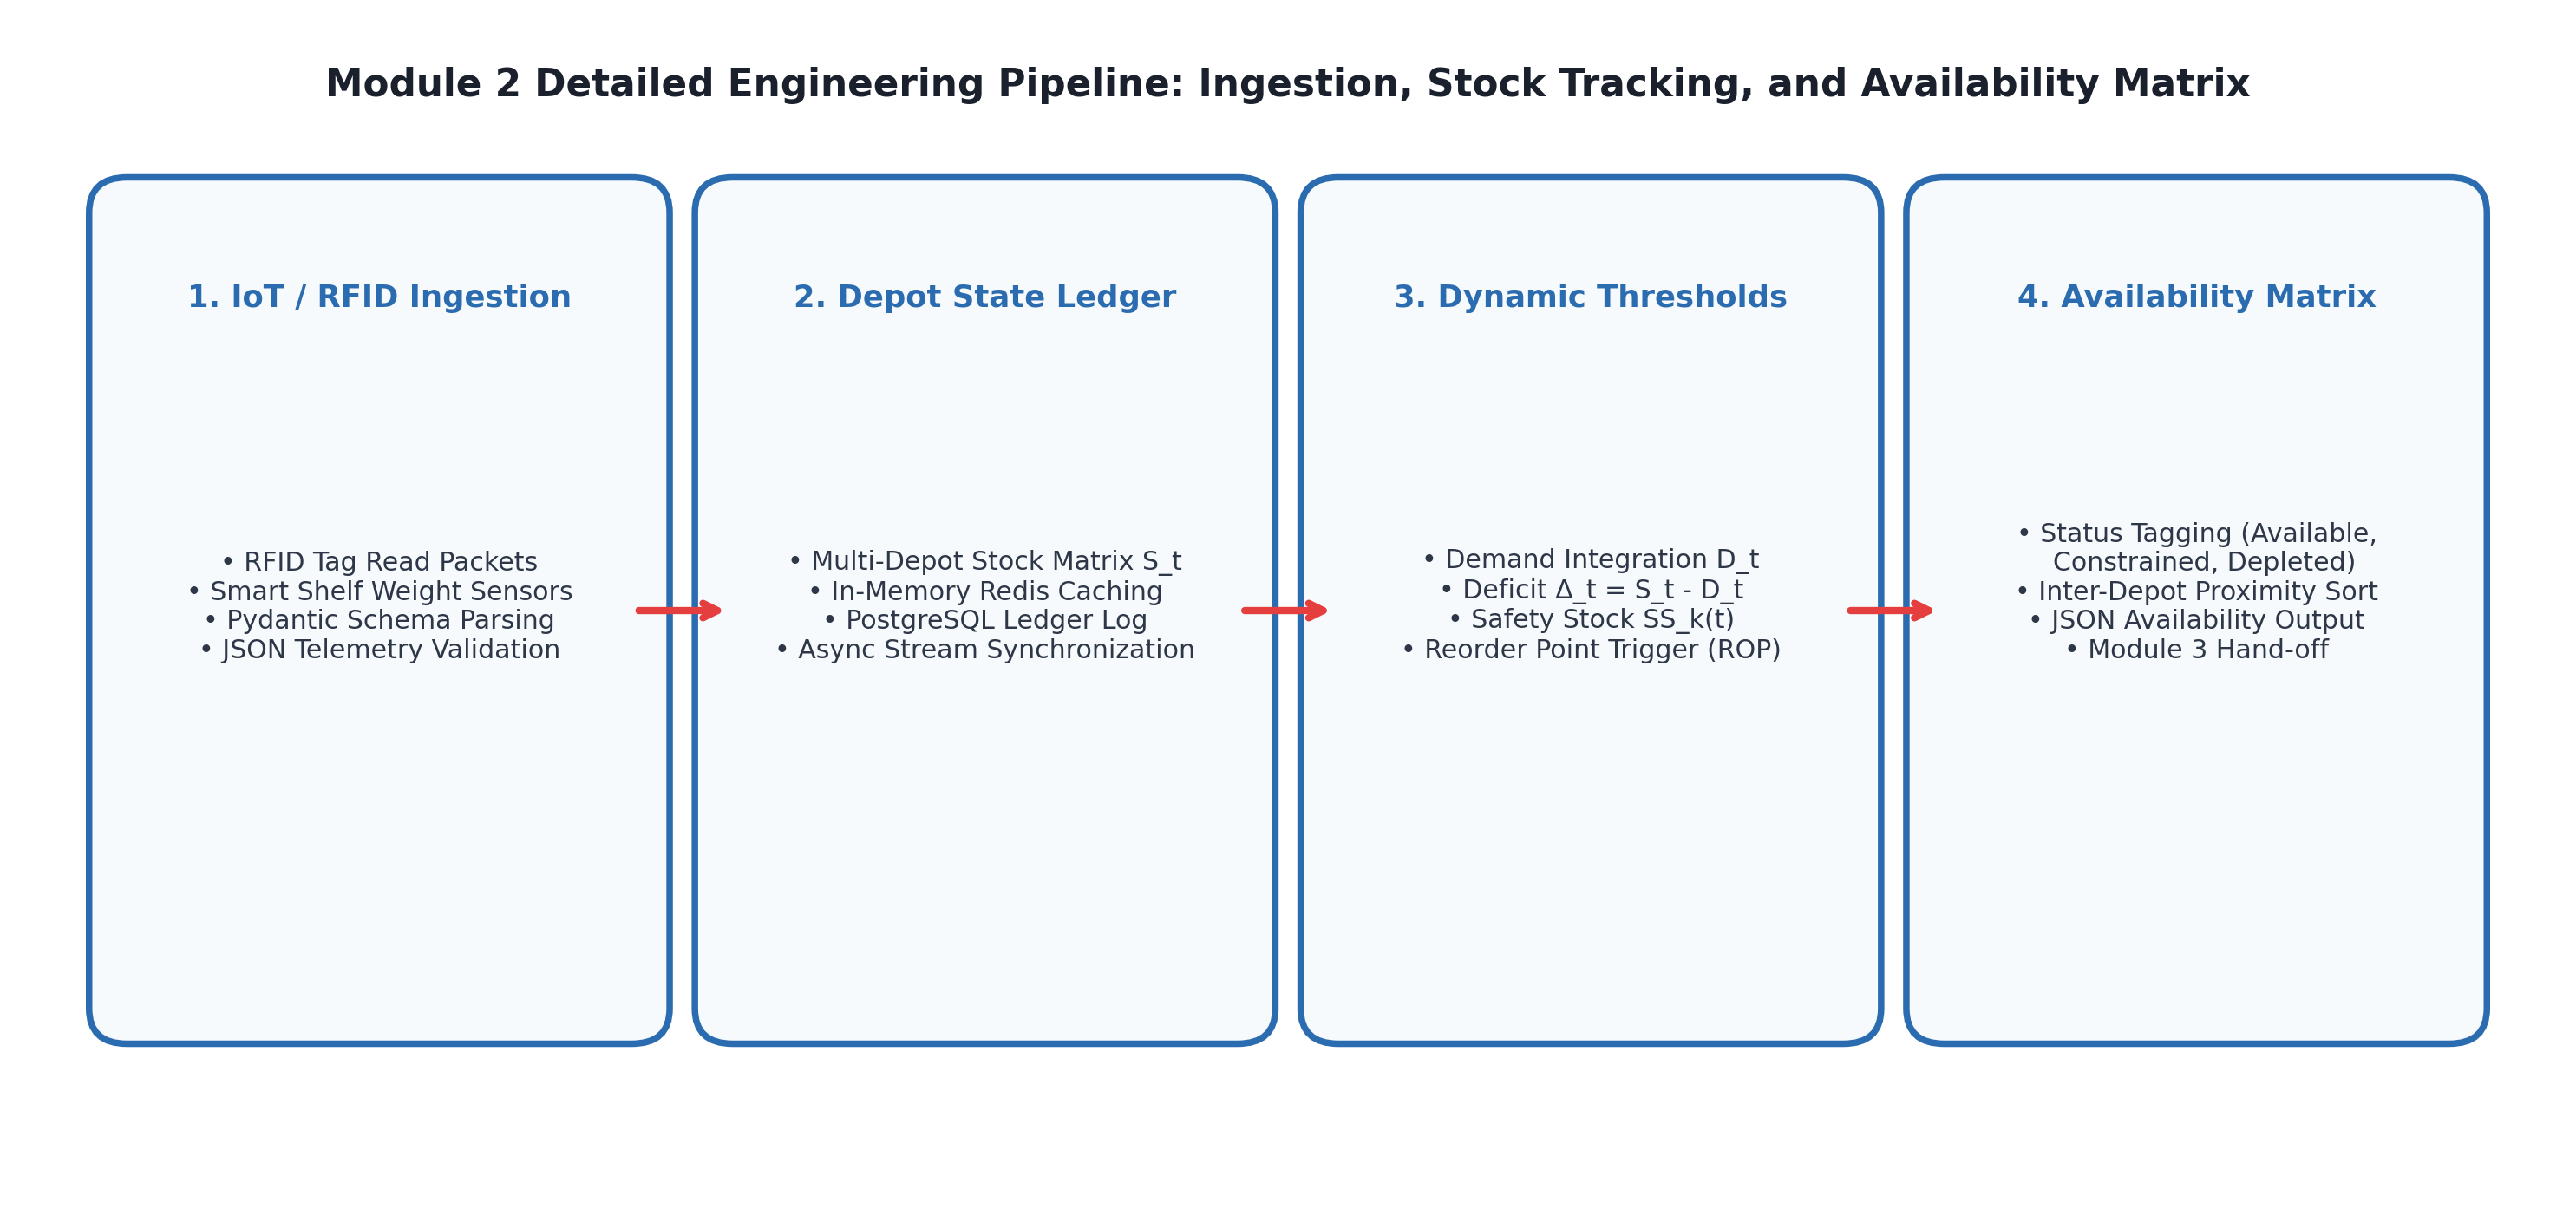 Module 2 Detailed Engineering Pipeline: Ingestion, Stock Tracking, and Availability Matrix
1. IoT / RFID Ingestion
• RFID Tag Read Packets
• Smart Shelf Weight Sensors
• Pydantic Schema Parsing
• JSON Telemetry Validation
2. Depot State Ledger
• Multi-Depot Stock Matrix S_t
• In-Memory Redis Caching
• PostgreSQL Ledger Log
• Async Stream Synchronization
3. Dynamic Thresholds
• Demand Integration D_t
• Deficit Δ_t = S_t - D_t
• Safety Stock SS_k(t)
• Reorder Point Trigger (ROP)
4. Availability Matrix
• Status Tagging (Available,
Constrained, Depleted)
• Inter-Depot Proximity Sort
• JSON Availability Output
• Module 3 Hand-off